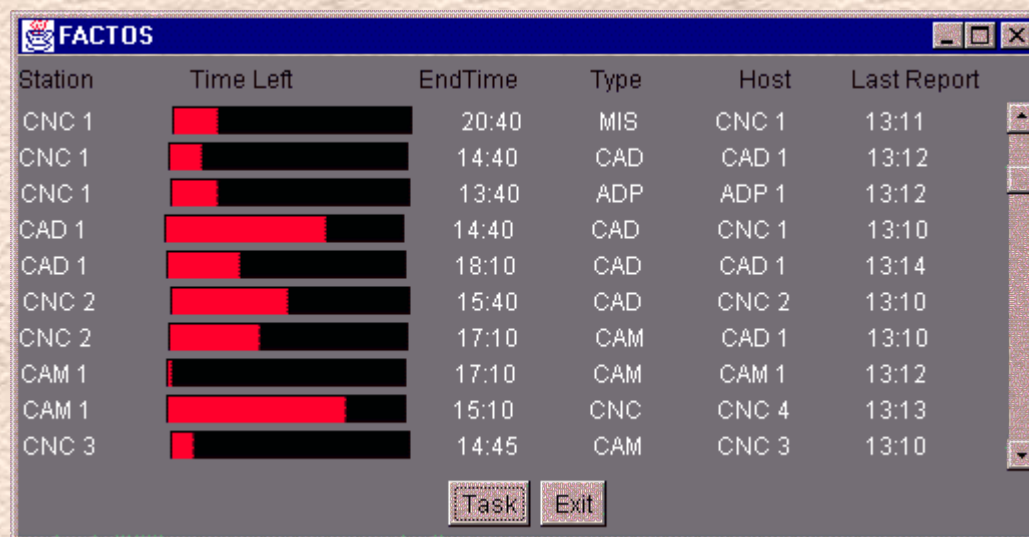 FACTOS
Station Time Left EndTime Type Host Last Report
CNC 1 20:40 MIS CNC 1 13:11
CNC 1 14:40 CAD CAD 1 13:12
CNC 1 13:40 ADP ADP 1 13:12
CAD 1 14:40 CAD CNC 1 13:10
CAD 1 18:10 CAD CAD 1 13:14
CNC 2 15:40 CAD CNC 2 13:10
CNC 2 17:10 CAM CAD 1 13:10
CAM 1 17:10 CAM CAM 1 13:12
CAM 1 15:10 CNC CNC 4 13:13
CNC 3 14:45 CAM CNC 3 13:10
Task Exit